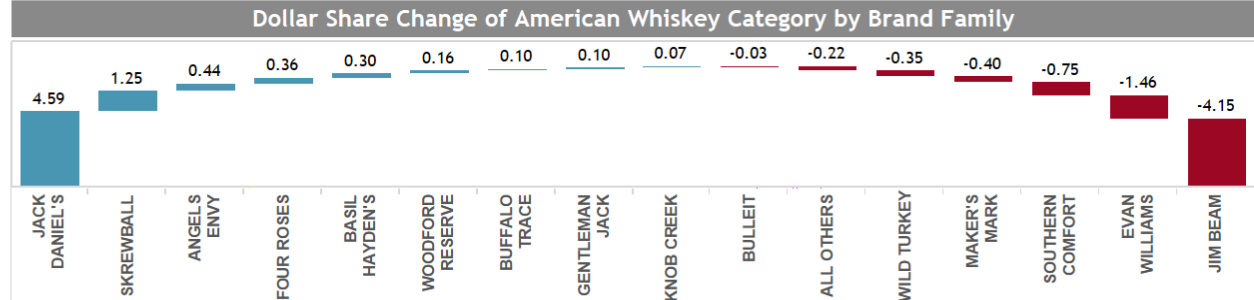 Dollar Share Change of American Whiskey Category by Brand Family
4.59
1.25
0.44
0.36
0.30
0.16
0.10
0.10
0.07
-0.03
-0.22
-0.35
-0.40
-0.75
-1.46
-4.15
JACK
DANIEL'S
SKREWBALL
ANGELS
ENVY
FOUR ROSES
BASIL
HAYDEN'S
WOODFORD
RESERVE
BUFFALO
TRACE
GENTLEMAN
JACK
KNOB CREEK
BULLEIT
ALL OTHERS
WILD TURKEY
MAKER'S
MARK
SOUTHERN
COMFORT
EVAN
WILLIAMS
JIM BEAM